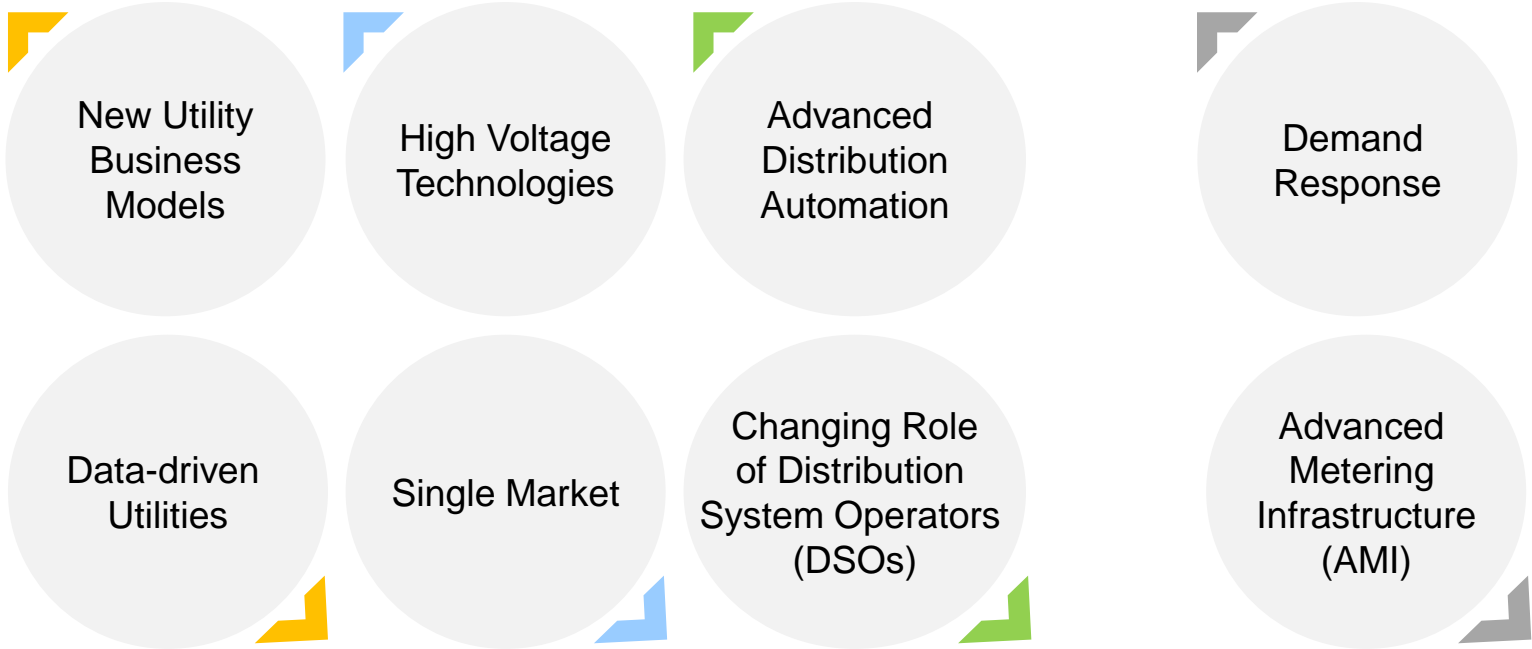 New Utility
Business
Models
High Voltage
Technologies
Advanced
Distribution
Automation
Demand
Response
Data-driven
Utilities
Single Market
Changing Role
of Distribution
System Operators
(DSOs)
Advanced
Metering
Infrastructure
(AMI)